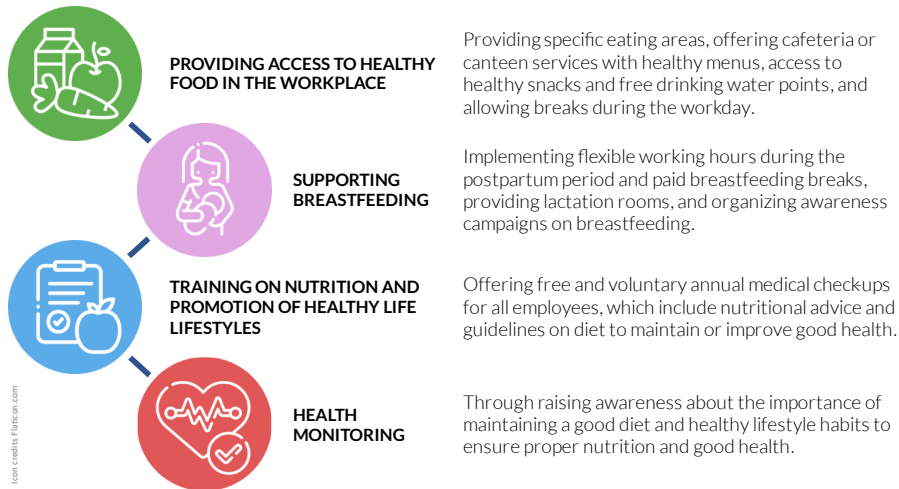 PROVIDING ACCESS TO HEALTHY
FOOD IN THE WORKPLACE
Providing specific eating areas, offering cafeteria or
canteen services with healthy menus, access to
healthy snacks and free drinking water points, and
allowing breaks during the workday.
SUPPORTING
BREASTFEEDING
Implementing flexible working hours during the
postpartum period and paid breastfeeding breaks,
providing lactation rooms, and organizing awareness
campaigns on breastfeeding.
TRAINING ON NUTRITION AND
PROMOTION OF HEALTHY LIFE
LIFESTYLES
Offering free and voluntary annual medical checkups
for all employees, which include nutritional advice and
guidelines on diet to maintain or improve good health.
HEALTH
MONITORING
Through raising awareness about the importance of
maintaining a good diet and healthy lifestyle habits to
ensure proper nutrition and good health.
Icon credits Flaticon.com